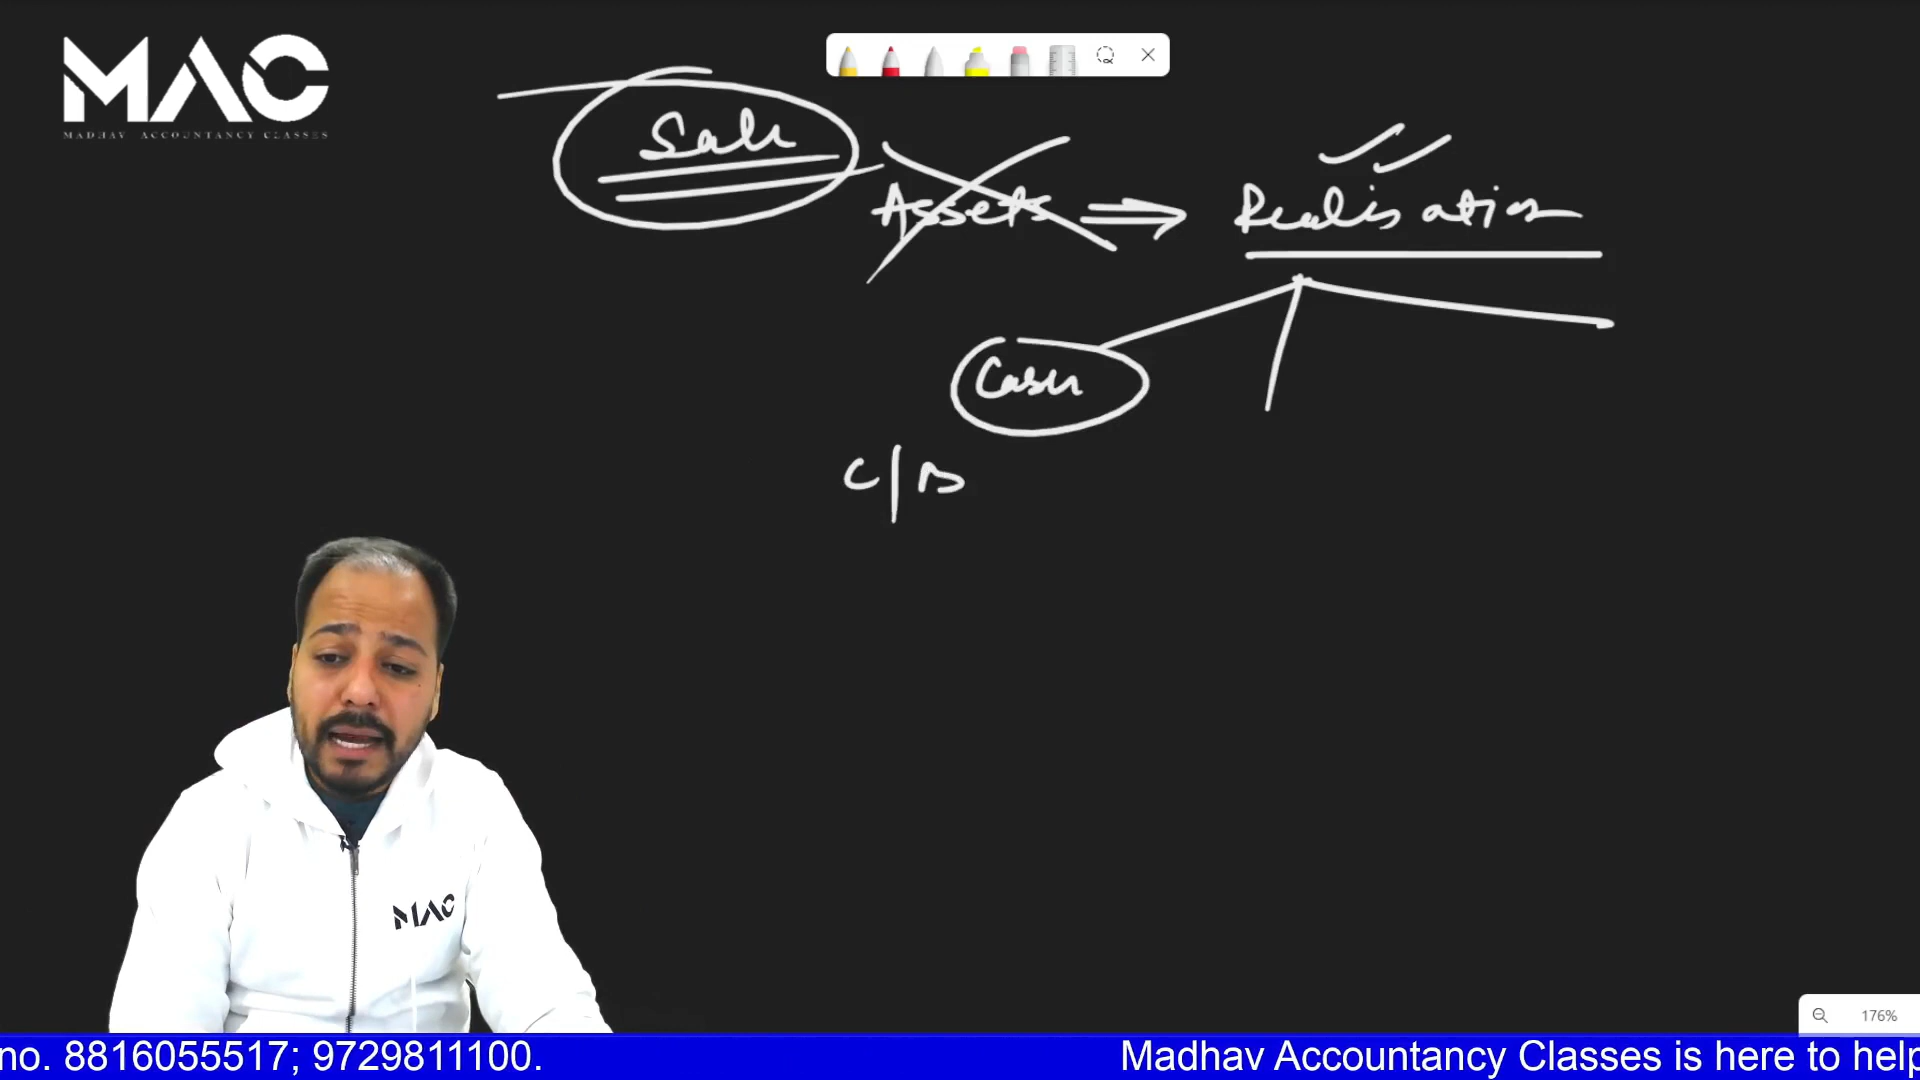 MAC
MADHAV ACCOUNTANCY CLASSES
Sale
Assets ⇒ Realisation
Cash
C/B
MAC
176%
no. 8816055517; 9729811100.
Madhav Accountancy Classes is here to help